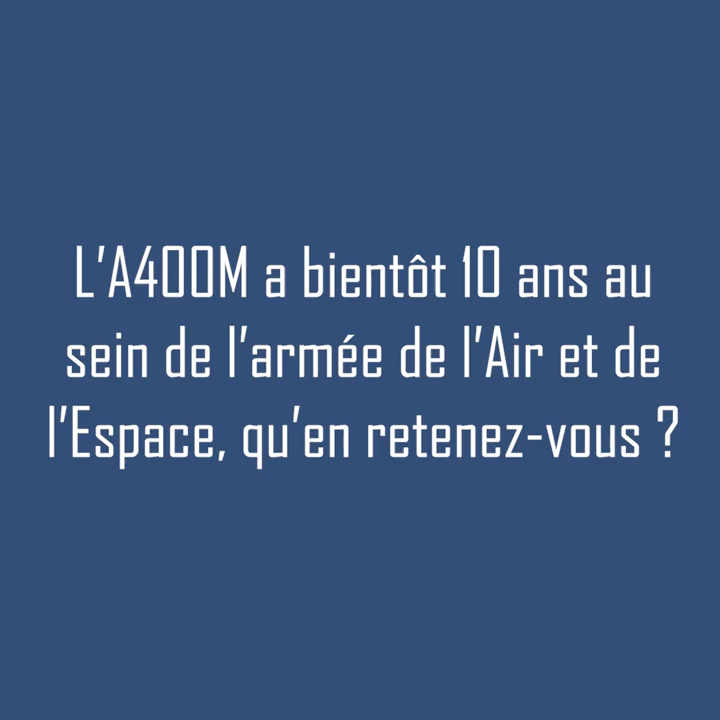 L'A400M a bientôt 10 ans au
sein de l'armée de l'Air et de
l'Espace, qu'en retenez-vous ?